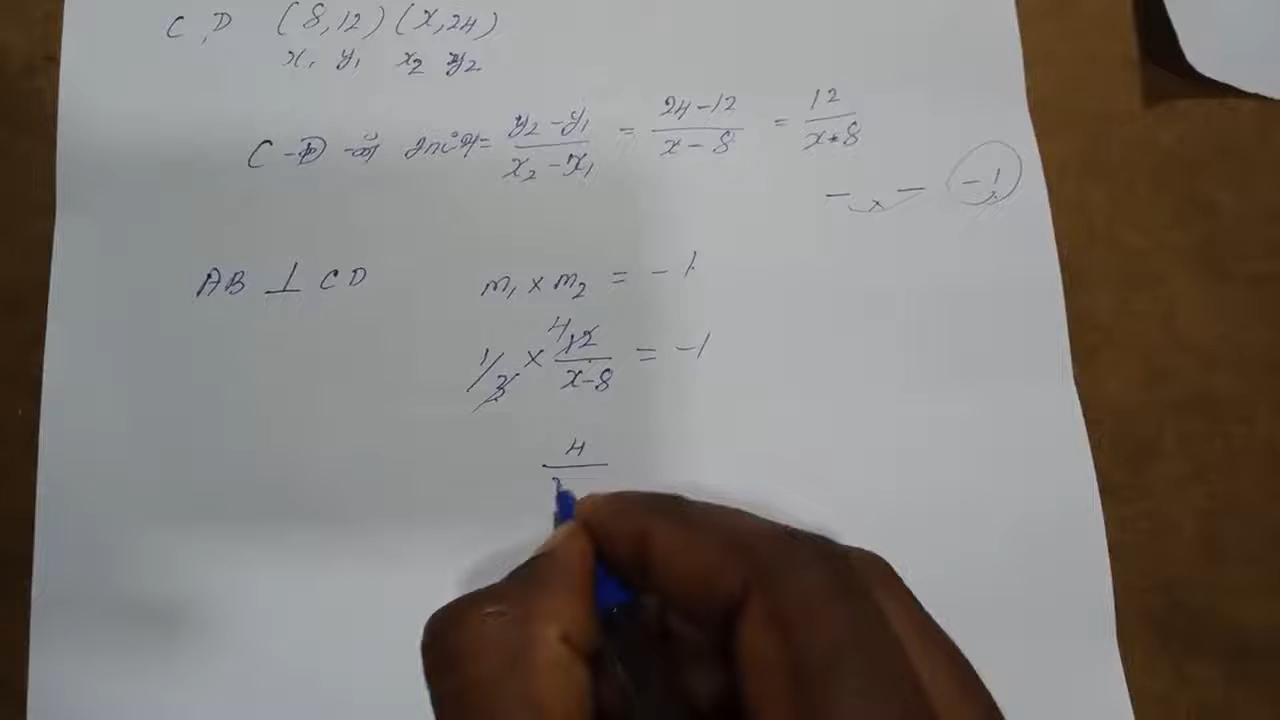 C, D (8,12) (x,24)
x₁ y₁ x₂ y₂
C-D = y₂ - y₁ / x₂ - x₁ = 24 - 12 / x - 8 = 12 / x - 8
- x - -1
AB ⊥ CD m₁ x m₂ = -1
1/3 x 4 12 / x-8 = -1
4